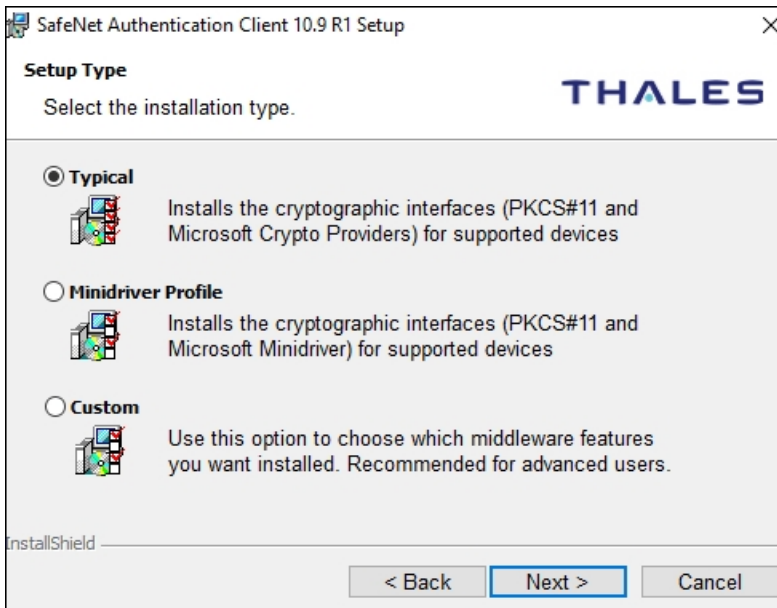 SafeNet Authentication Client 10.9 R1 Setup
Setup Type
Select the installation type.
THALES
Typical
Installs the cryptographic interfaces (PKCS#11 and
Microsoft Crypto Providers) for supported devices
Minidriver Profile
Installs the cryptographic interfaces (PKCS#11 and
Microsoft Minidriver) for supported devices
Custom
Use this option to choose which middleware features
you want installed. Recommended for advanced users.
InstallShield
< Back
Next >
Cancel